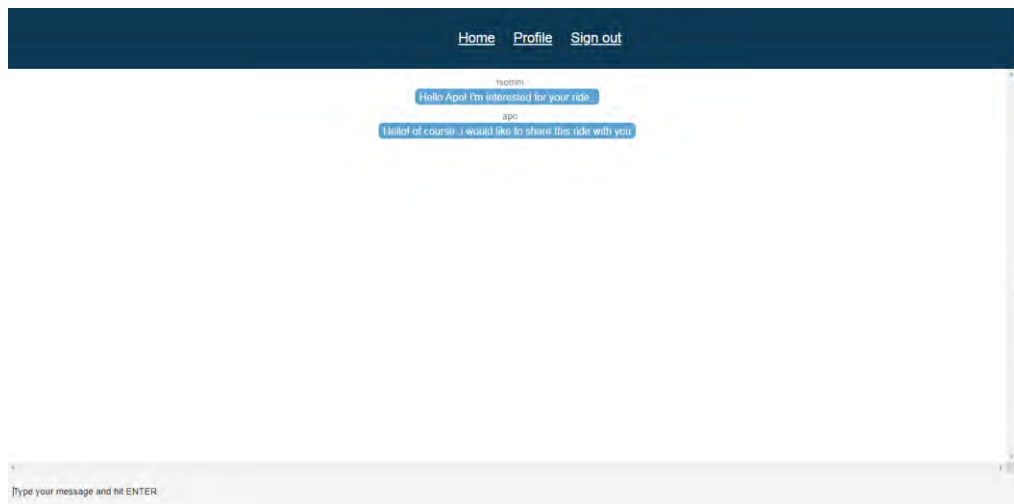 Home Profile Sign out
Hello Apo! I'm interested for your ride.
apo
Hello! of course i would like to share this ride with you
Type your message and hit ENTER